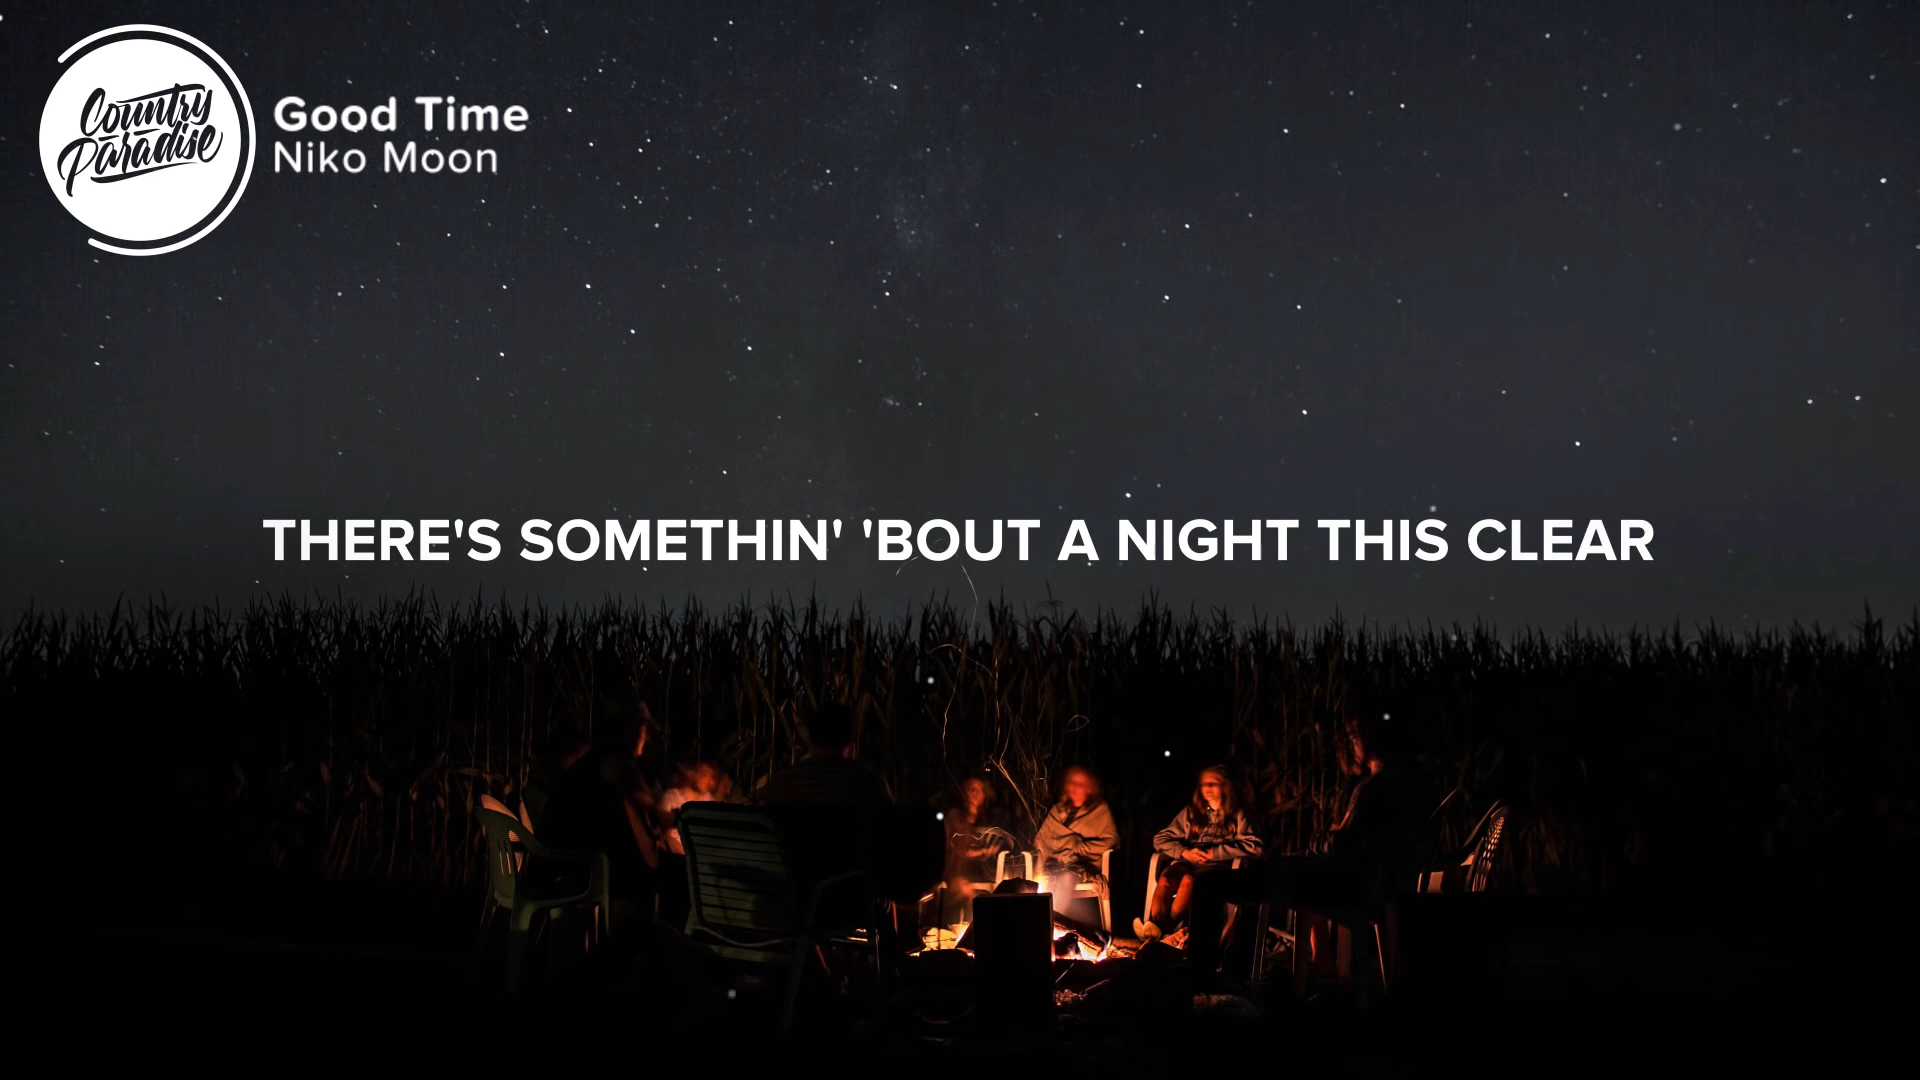 Country
Paradise
Good Time
Niko Moon
THERE'S SOMETHIN' 'BOUT A NIGHT THIS CLEAR